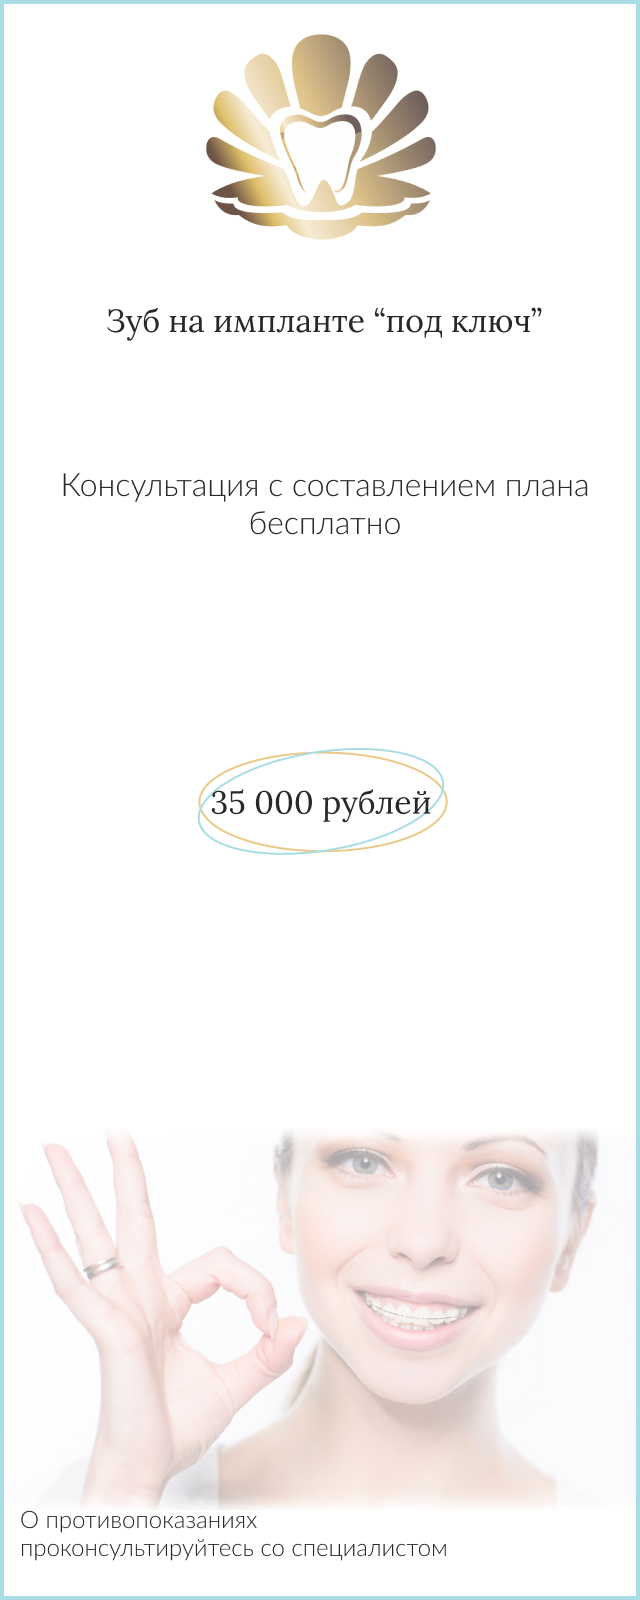 Зуб на импланте “под ключ”
Консультация с составлением плана
бесплатно
35 000 рублей
О противопоказаниях
проконсультируйтесь со специалистом